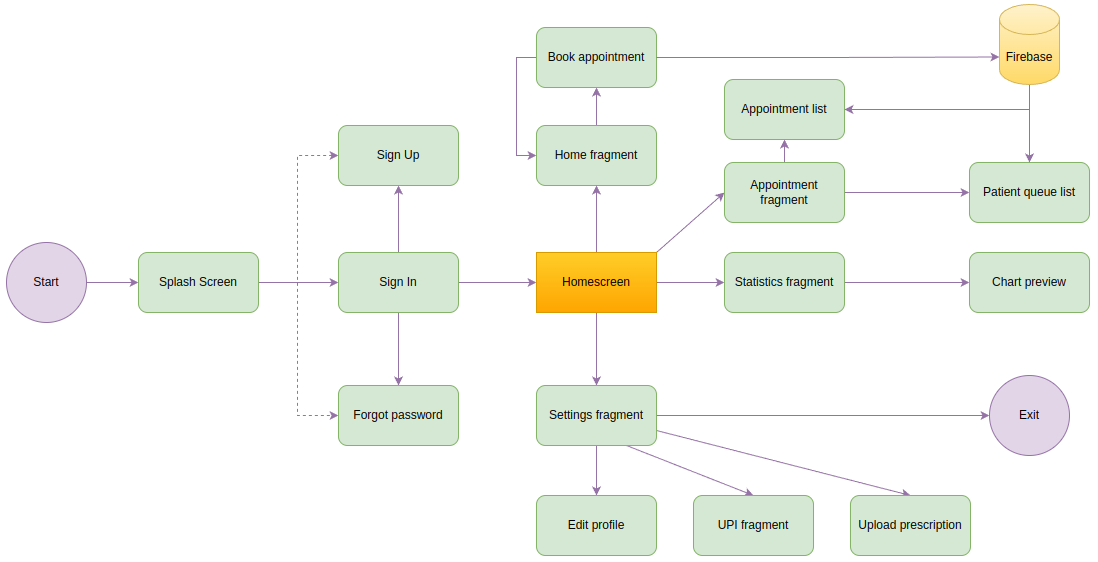 Book appointment
Firebase
Appointment list
Sign Up
Home fragment
Appointment
fragment
Patient queue list
Start
Splash Screen
Sign In
Homescreen
Statistics fragment
Chart preview
Forgot password
Settings fragment
Exit
Edit profile
UPI fragment
Upload prescription